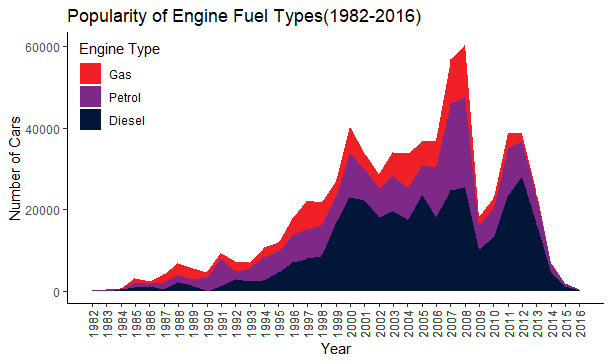 Popularity of Engine Fuel Types(1982-2016)
Engine Type
Gas
Petrol
Diesel
Number of Cars
60000
40000
20000
0
1982 1983 1984 1985 1986 1987 1988 1989 1990 1991 1992 1993 1994 1995 1996 1997 1998 1999 2000 2001 2002 2003 2004 2005 2006 2007 2008 2009 2010 2011 2012 2013 2014 2015 2016
Year